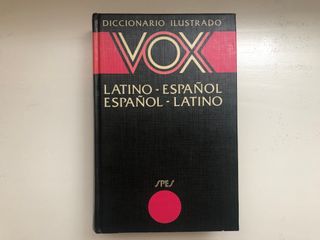 DICCIONARIO ILUSTRADO
VOX
LATINO - ESPAÑOL
ESPAÑOL - LATINO
SPES